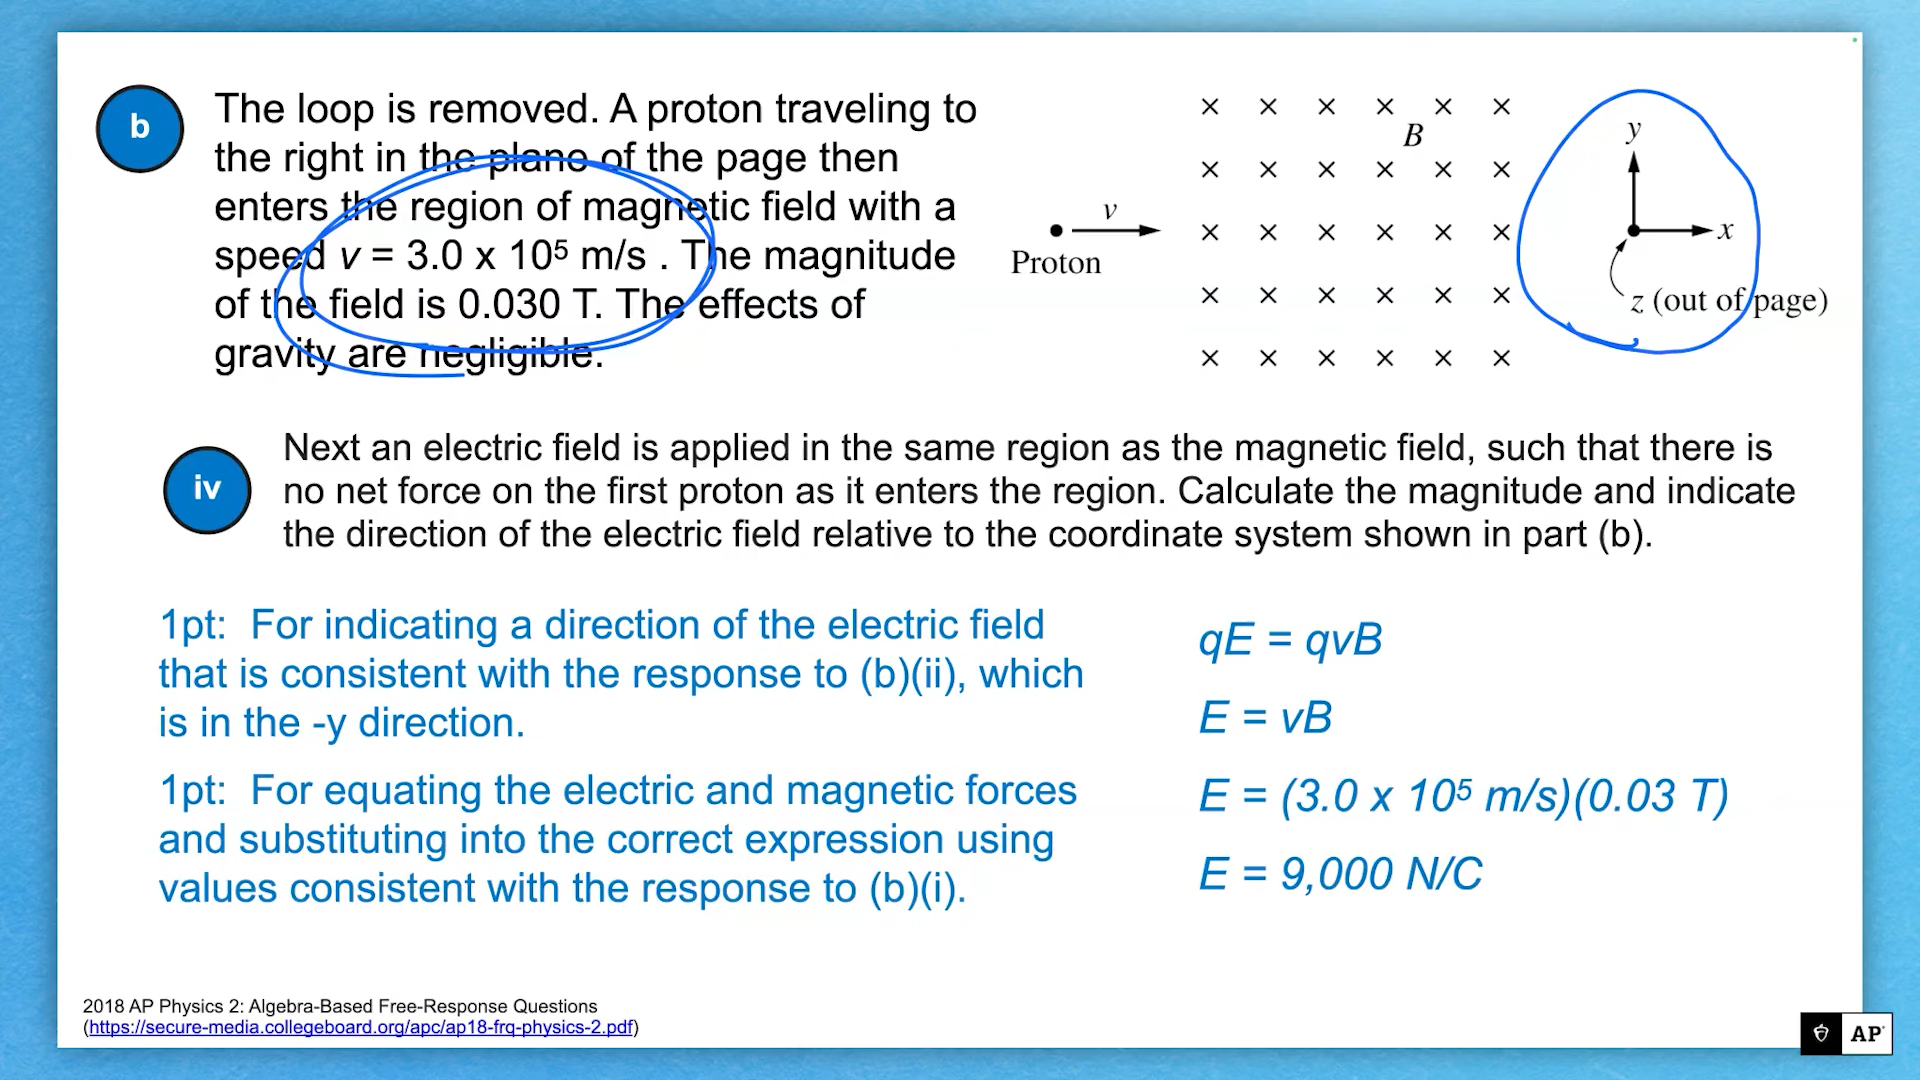 b
The loop is removed. A proton traveling to
the right in the plane of the page then
enters the region of magnetic field with a
speed v = 3.0 x 10⁵ m/s . The magnitude
of the field is 0.030 T. The effects of
gravity are negligible.
× × × × × ×
B
× × × × × ×
v
× × × × × ×
Proton
× × × × × ×
× × × × × ×
y
x
z (out of page)
iv
Next an electric field is applied in the same region as the magnetic field, such that there is
no net force on the first proton as it enters the region. Calculate the magnitude and indicate
the direction of the electric field relative to the coordinate system shown in part (b).
1pt: For indicating a direction of the electric field
that is consistent with the response to (b)(ii), which
is in the -y direction.
1pt: For equating the electric and magnetic forces
and substituting into the correct expression using
values consistent with the response to (b)(i).
qE = qvB
E = vB
E = (3.0 x 10⁵ m/s)(0.03 T)
E = 9,000 N/C
2018 AP Physics 2: Algebra-Based Free-Response Questions
(https://secure-media.collegeboard.org/apc/ap18-frq-physics-2.pdf)
AP